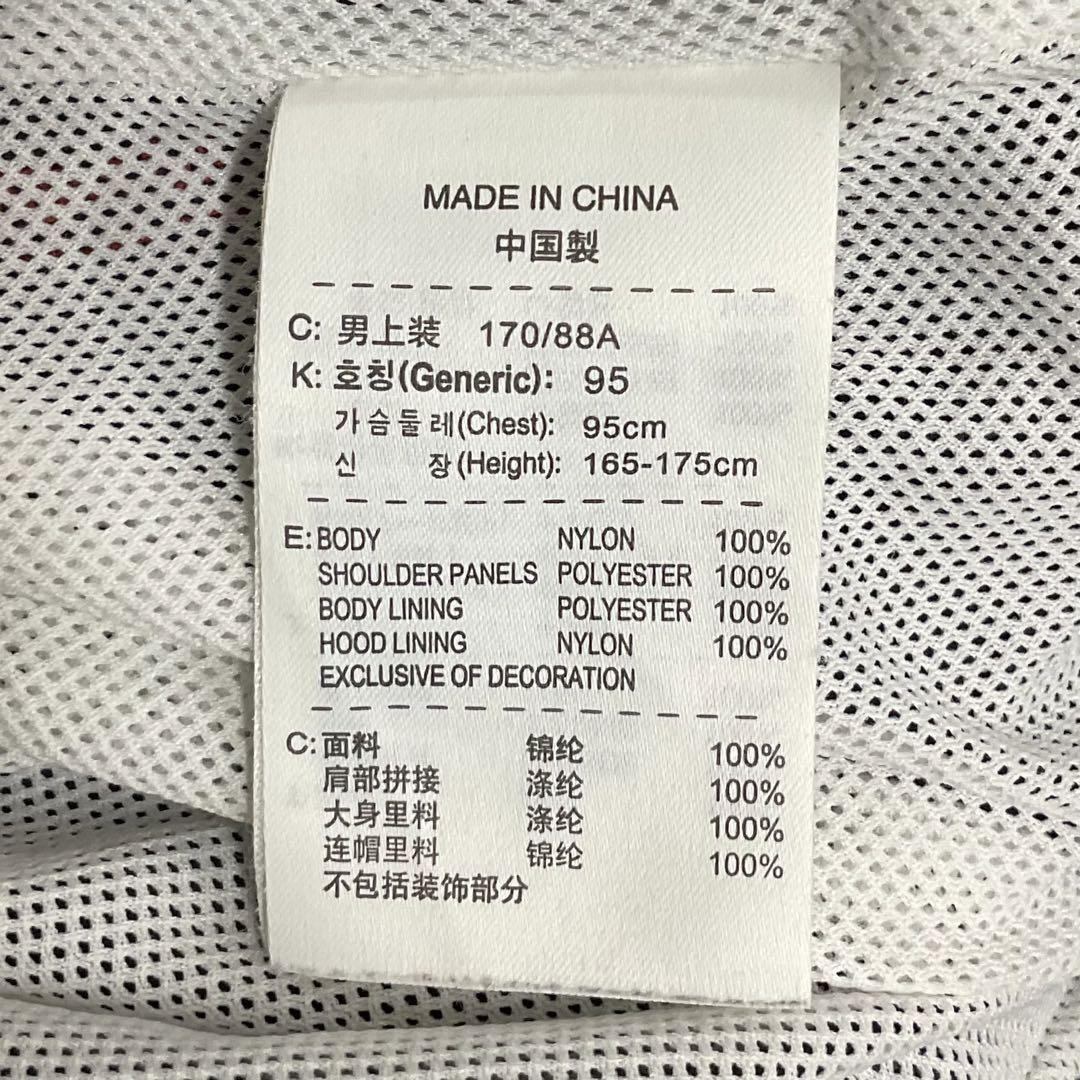 MADE IN CHINA
中国製
C: 男上装 170/88A
K: 호칭(Generic): 95
가슴둘레(Chest): 95cm
신 장(Height): 165-175cm
E: BODY NYLON 100%
SHOULDER PANELS POLYESTER 100%
BODY LINING POLYESTER 100%
HOOD LINING NYLON 100%
EXCLUSIVE OF DECORATION
C: 面料 锦纶 100%
肩部拼接 涤纶 100%
大身里料 涤纶 100%
连帽里料 锦纶 100%
不包括装饰部分